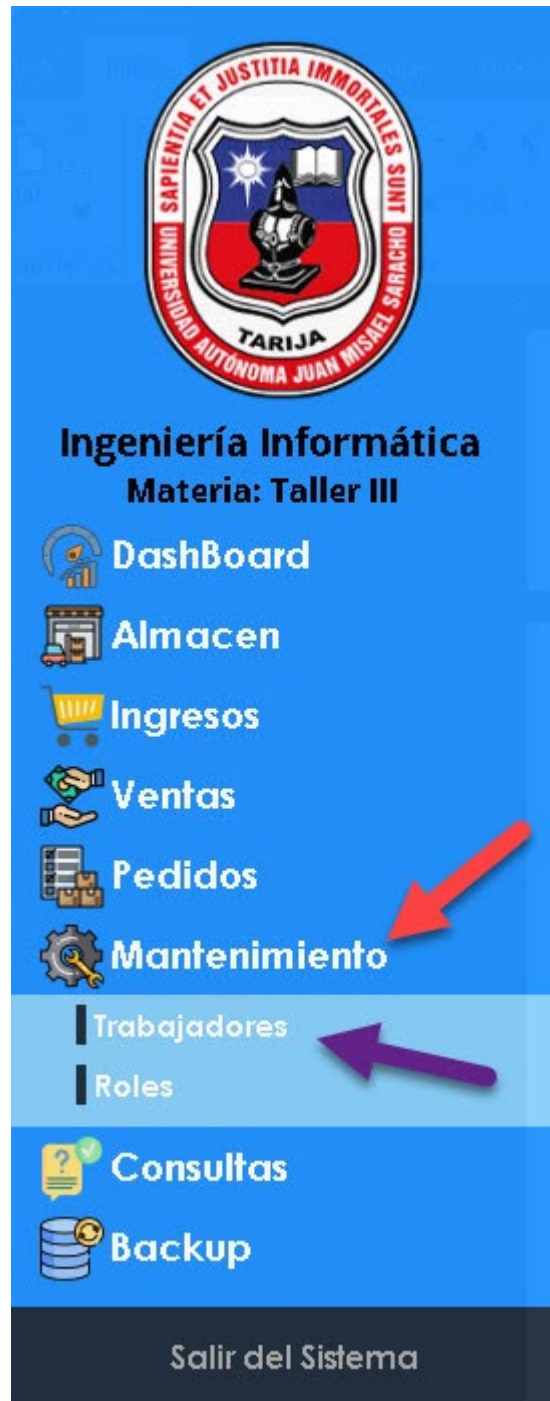 SAPIENTIA ET JUSTITIA IMMORTALES SUNT
UNIVERSIDAD AUTÓNOMA JUAN MISAEL SARACHO
TARIJA
Ingeniería Informática
Materia: Taller III
DashBoard
Almacen
Ingresos
Ventas
Pedidos
Mantenimiento
Trabajadores
Roles
?
Consultas
Backup
Salir del Sistema